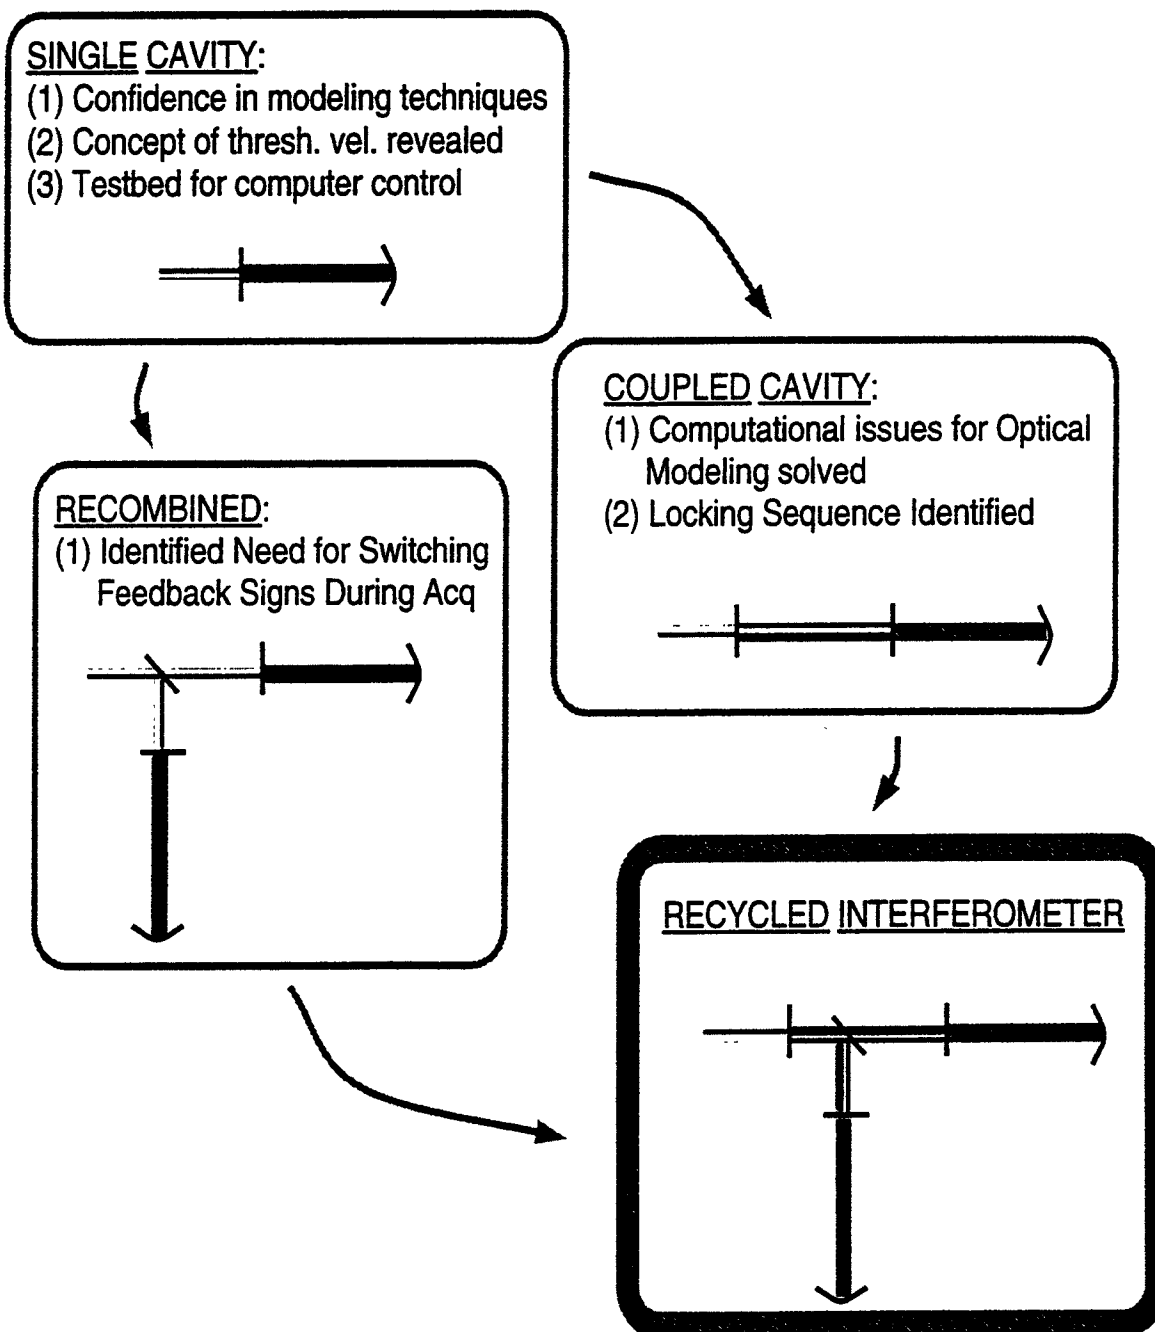 SINGLE CAVITY:
(1) Confidence in modeling techniques
(2) Concept of thresh. vel. revealed
(3) Testbed for computer control
COUPLED CAVITY:
(1) Computational issues for Optical
Modeling solved
(2) Locking Sequence Identified
RECOMBINED:
(1) Identified Need for Switching
Feedback Signs During Acq
RECYCLED INTERFEROMETER